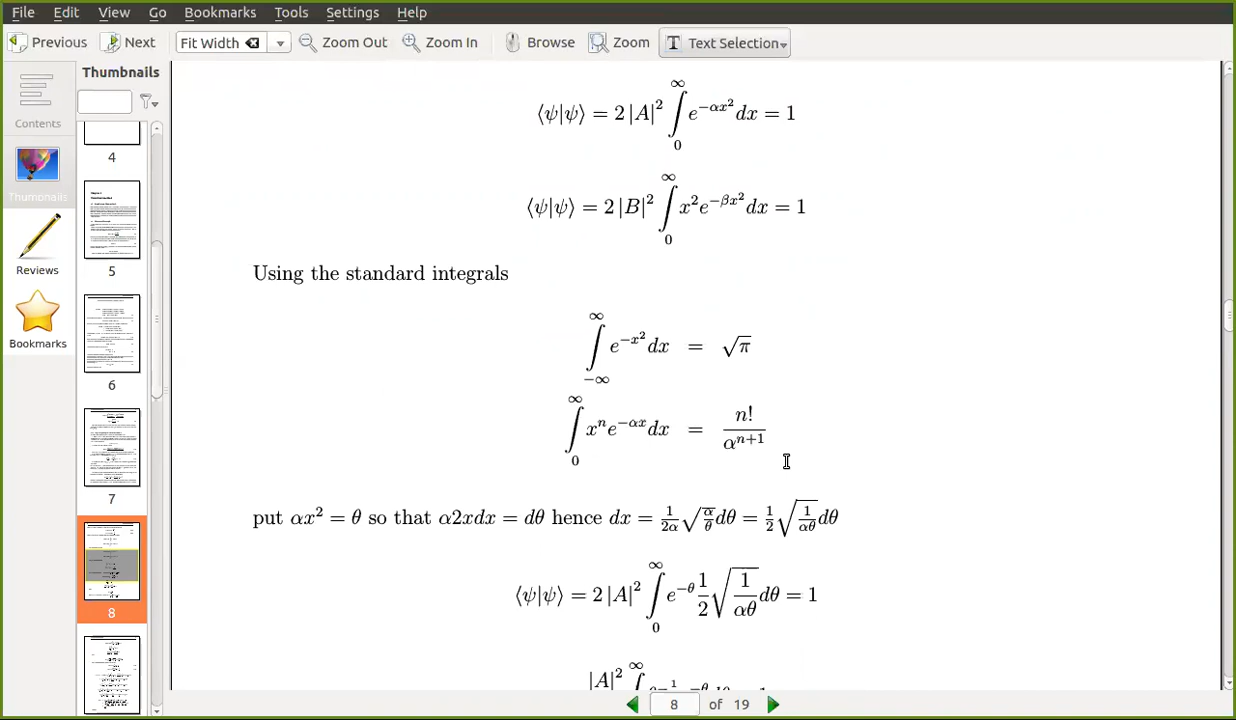 File Edit View Go Bookmarks Tools Settings Help
Previous Next Fit Width Zoom Out Zoom In Browse Zoom Text Selection
Contents
Thumbnails
Reviews
Bookmarks
Thumbnails
4
5
6
7
8
⟨ψ|ψ⟩ = 2 |A|² ∫₀^∞ e^{−αx²} dx = 1
⟨ψ|ψ⟩ = 2 |B|² ∫₀^∞ x² e^{−βx²} dx = 1
Using the standard integrals
∫_{−∞}^∞ e^{−x²} dx = √π
∫₀^∞ xⁿ e^{−αx} dx = n!/α^{n+1}
put αx² = θ so that α2xdx = dθ hence dx = 1/(2α) √(α/θ) dθ = 1/2 √(1/(αθ)) dθ
⟨ψ|ψ⟩ = 2 |A|² ∫₀^∞ e^{−θ} 1/2 √(1/(αθ)) dθ = 1
|A|² ∫^∞
8 of 19